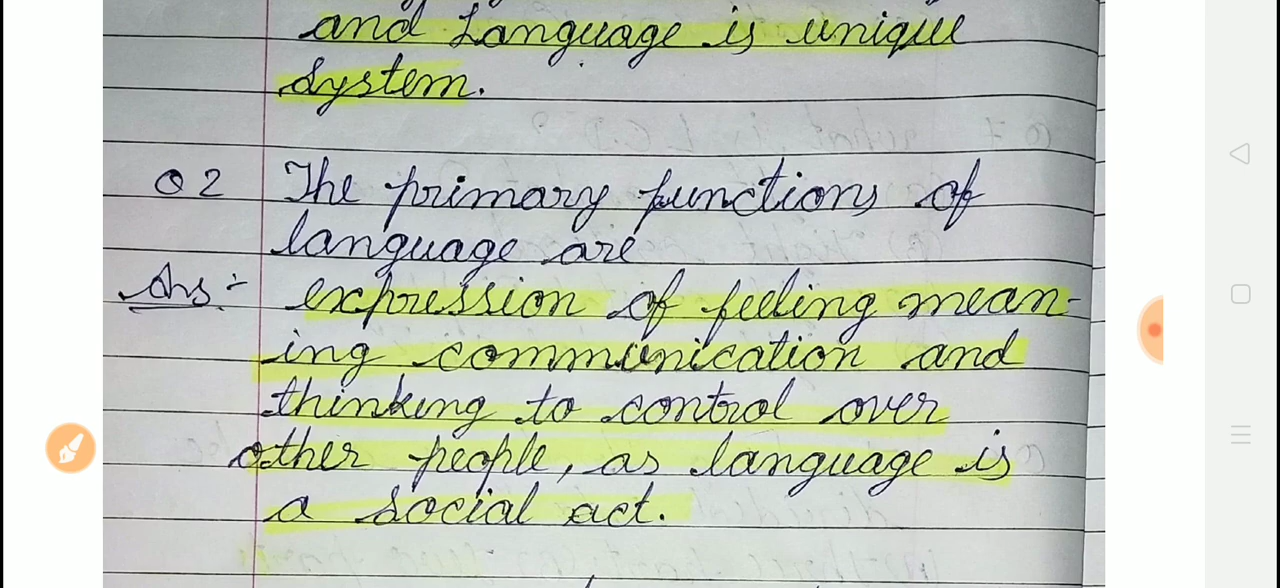 and Language is unique
System.
Q 2 The primary functions of
language are
Ans :- expression of feeling mean-
ing communication and
thinking to control over
other people, as language is
a social act.